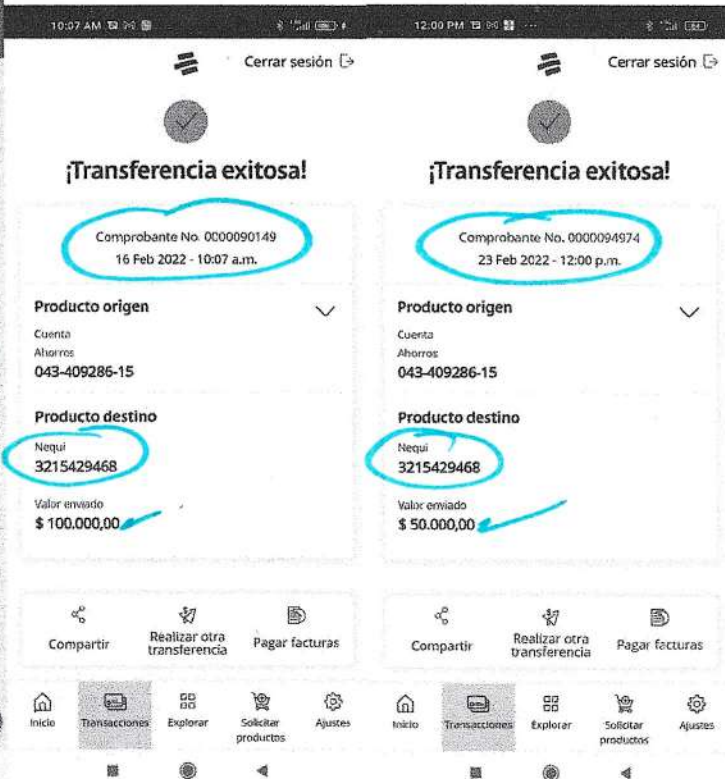 10:07 AM
Cerrar sesión
¡Transferencia exitosa!
Comprobante No. 0000090149
16 Feb 2022 - 10:07 a.m.
Producto origen
Cuenta
Ahorros
043-409286-15
Producto destino
Nequi
3215429468
Valor enviado
$ 100.000,00
Compartir
Realizar otra
transferencia
Pagar facturas
Inicio
Transacciones
Explorar
Solicitar
productos
Ajustes
12:00 PM
Cerrar sesión
¡Transferencia exitosa!
Comprobante No. 0000094974
23 Feb 2022 - 12:00 p.m.
Producto origen
Cuenta
Ahorros
043-409286-15
Producto destino
Nequi
3215429468
Valor enviado
$ 50.000,00
Compartir
Realizar otra
transferencia
Pagar facturas
Inicio
Transacciones
Explorar
Solicitar
productos
Ajustes